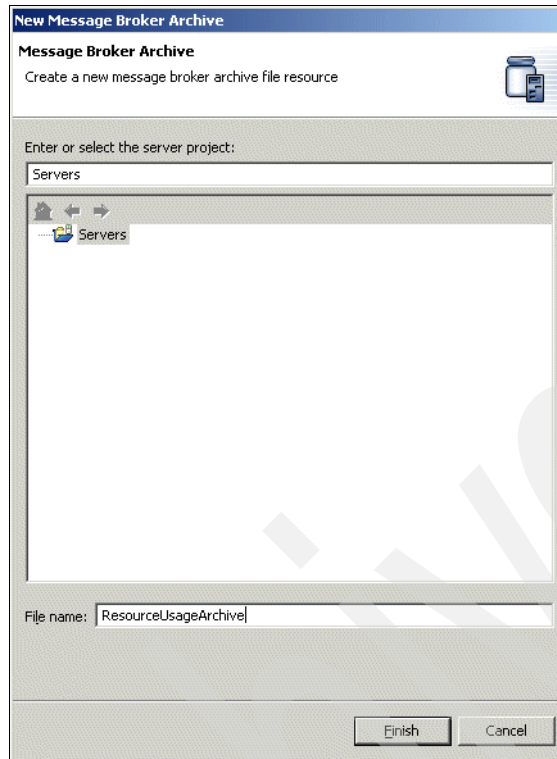 New Message Broker Archive
Message Broker Archive
Create a new message broker archive file resource
Enter or select the server project:
Servers
Servers
File name: ResourceUsageArchive
Finish Cancel